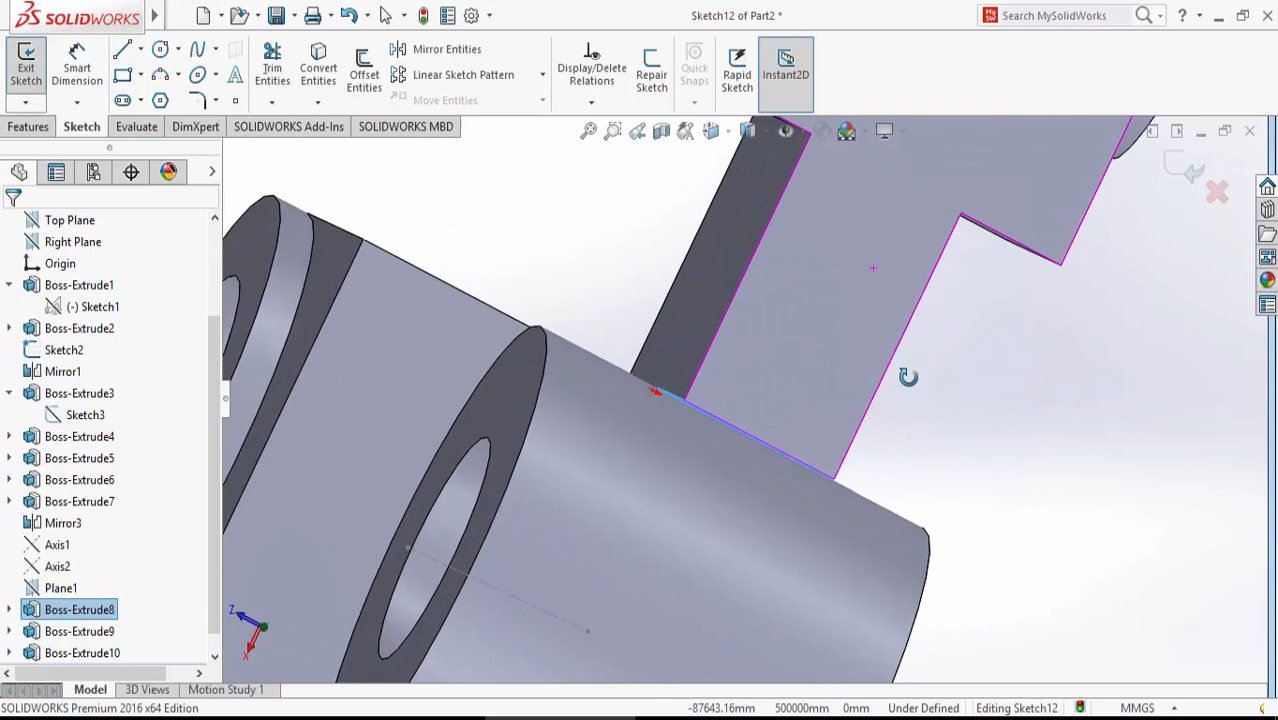 SOLIDWORKS
Sketch12 of Part2 *
Search MySolidWorks
?
Exit Sketch
Smart Dimension
Trim Entities
Convert Entities
Offset Entities
Mirror Entities
Linear Sketch Pattern
Move Entities
Display/Delete Relations
Repair Sketch
Quick Snaps
Rapid Sketch
Instant2D
Features
Sketch
Evaluate
DimXpert
SOLIDWORKS Add-Ins
SOLIDWORKS MBD
Top Plane
Right Plane
Origin
Boss-Extrude1
(-) Sketch1
Boss-Extrude2
Sketch2
Mirror1
Boss-Extrude3
Sketch3
Boss-Extrude4
Boss-Extrude5
Boss-Extrude6
Boss-Extrude7
Mirror3
Axis1
Axis2
Plane1
Boss-Extrude8
Boss-Extrude9
Boss-Extrude10
Z
X
Model
3D Views
Motion Study 1
SOLIDWORKS Premium 2016 x64 Edition
-87643.16mm
500000mm
0mm
Under Defined
Editing Sketch12
MMGS